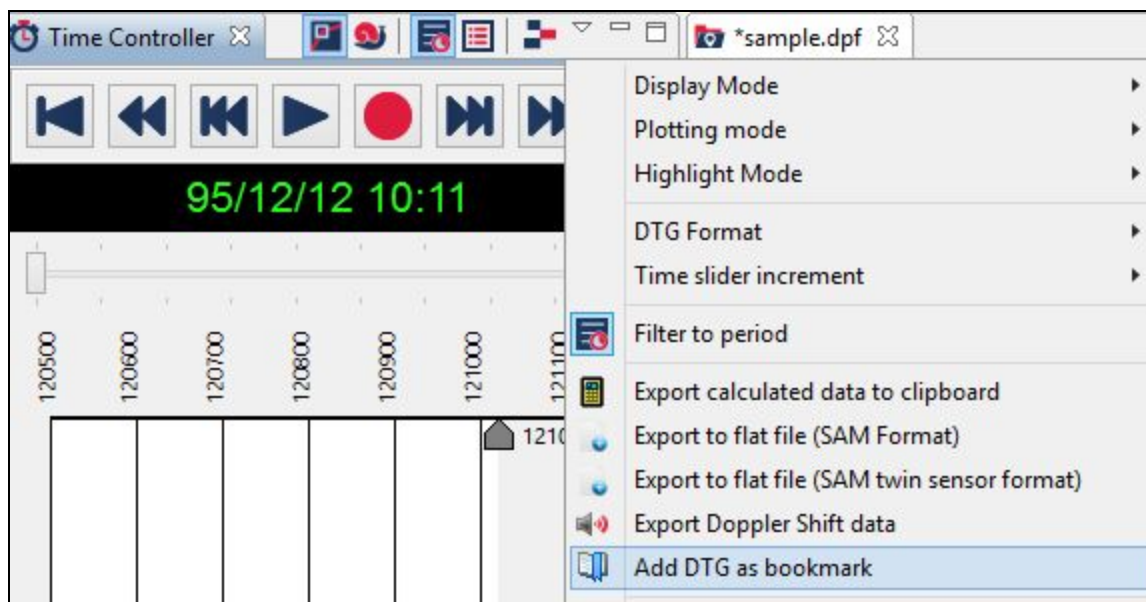 Time Controller
*sample.dpf
Display Mode
Plotting mode
Highlight Mode
95/12/12 10:11
DTG Format
Time slider increment
Filter to period
120500
120600
120700
120800
120900
121000
121100
Export calculated data to clipboard
Export to flat file (SAM Format)
Export to flat file (SAM twin sensor format)
Export Doppler Shift data
Add DTG as bookmark